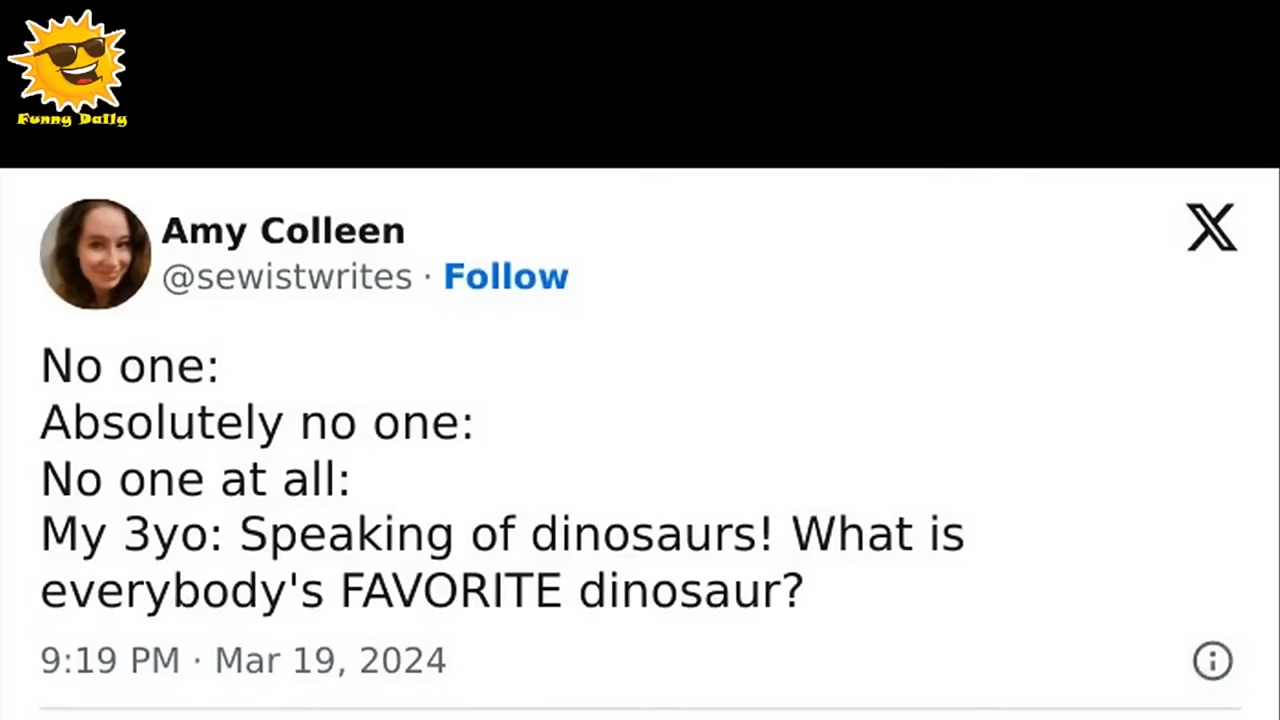 Funny Daily
Amy Colleen
@sewistwrites · Follow
No one:
Absolutely no one:
No one at all:
My 3yo: Speaking of dinosaurs! What is
everybody's FAVORITE dinosaur?
9:19 PM · Mar 19, 2024